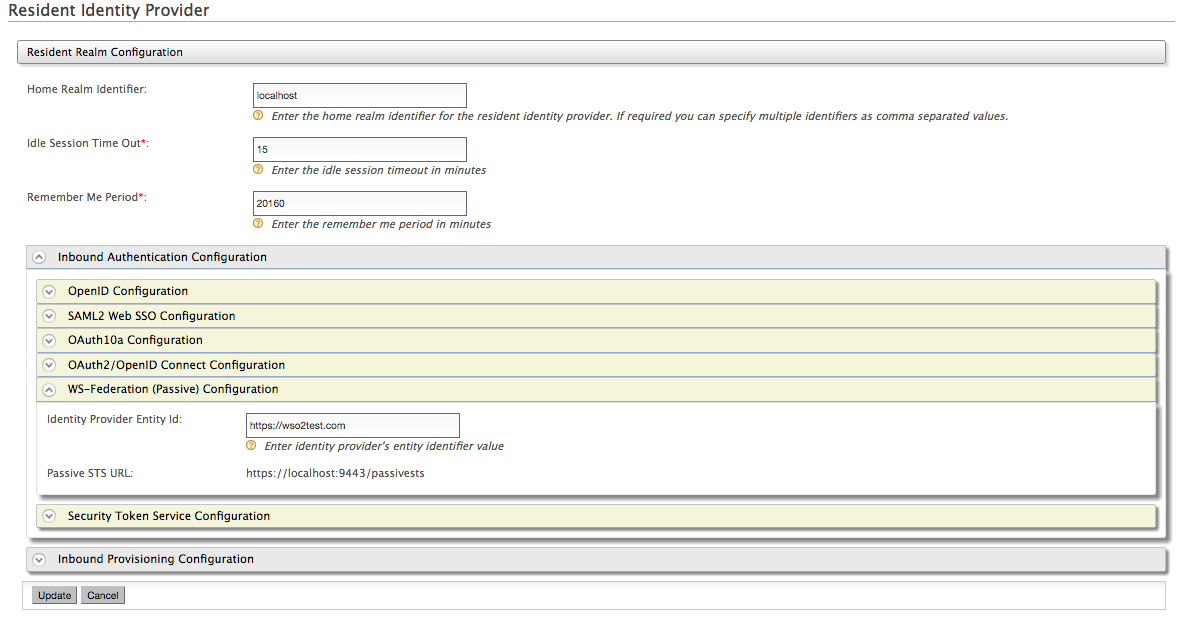 Resident Identity Provider
Resident Realm Configuration
Home Realm Identifier:
localhost
Enter the home realm identifier for the resident identity provider. If required you can specify multiple identifiers as comma separated values.
Idle Session Time Out*:
15
Enter the idle session timeout in minutes
Remember Me Period*:
20160
Enter the remember me period in minutes
Inbound Authentication Configuration
OpenID Configuration
SAML2 Web SSO Configuration
OAuth10a Configuration
OAuth2/OpenID Connect Configuration
WS-Federation (Passive) Configuration
Identity Provider Entity Id:
https://wso2test.com
Enter identity provider's entity identifier value
Passive STS URL:
https://localhost:9443/passivests
Security Token Service Configuration
Inbound Provisioning Configuration
Update Cancel